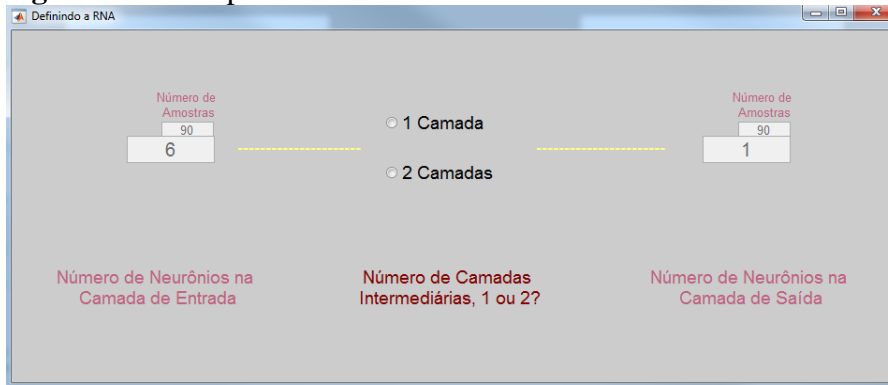 Definindo a RNA
Número de
Amostras
90
6
1 Camada
2 Camadas
Número de
Amostras
90
1
Número de Neurônios na
Camada de Entrada
Número de Camadas
Intermediárias, 1 ou 2?
Número de Neurônios na
Camada de Saída